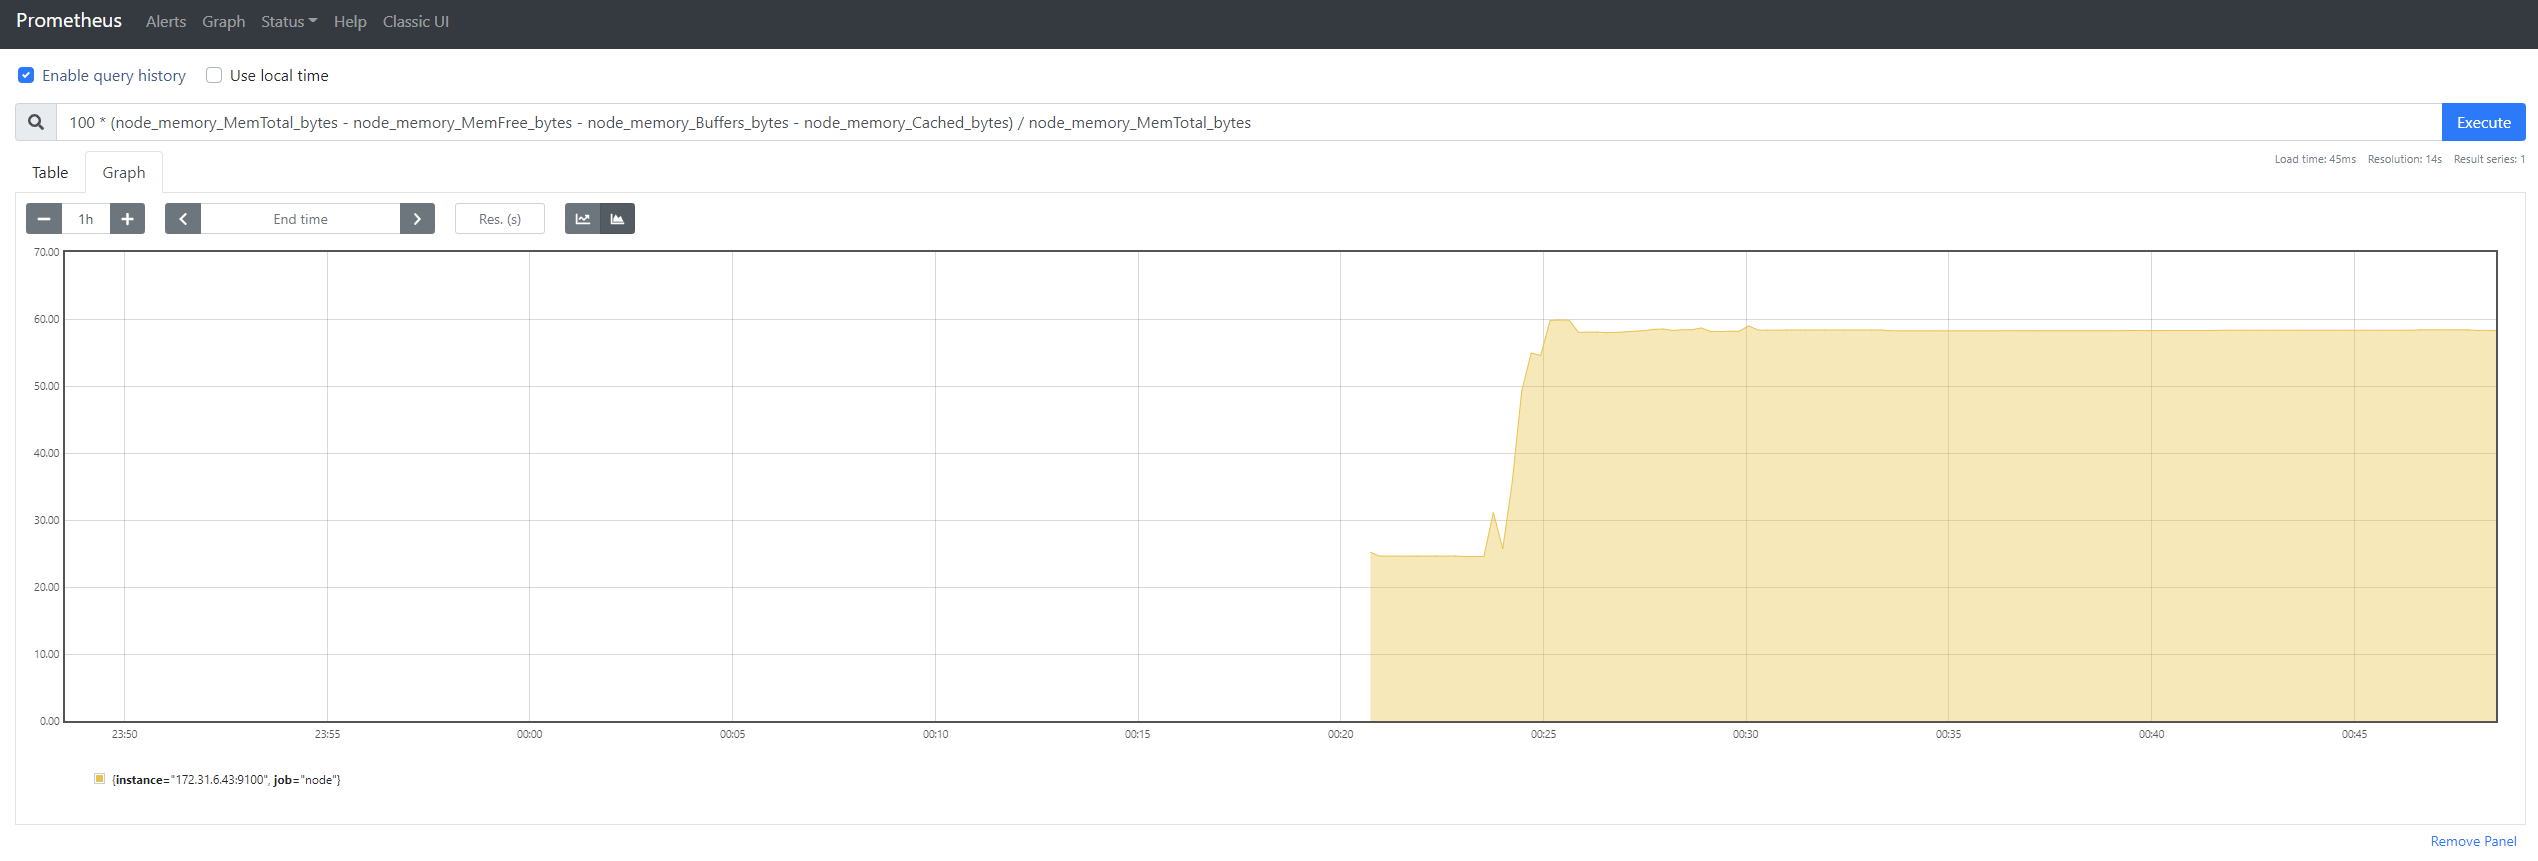 Prometheus Alerts Graph Status Help Classic UI
Enable query history Use local time
100 * (node_memory_MemTotal_bytes - node_memory_MemFree_bytes - node_memory_Buffers_bytes - node_memory_Cached_bytes) / node_memory_MemTotal_bytes Execute
Load time: 45ms Resolution: 14s Result series: 1
Table Graph
1h End time Res. (s)
70.00
60.00
50.00
40.00
30.00
20.00
10.00
0.00
23:50 23:55 00:00 00:05 00:10 00:15 00:20 00:25 00:30 00:35 00:40 00:45
{instance="172.31.6.43:9100", job="node"}
Remove Panel